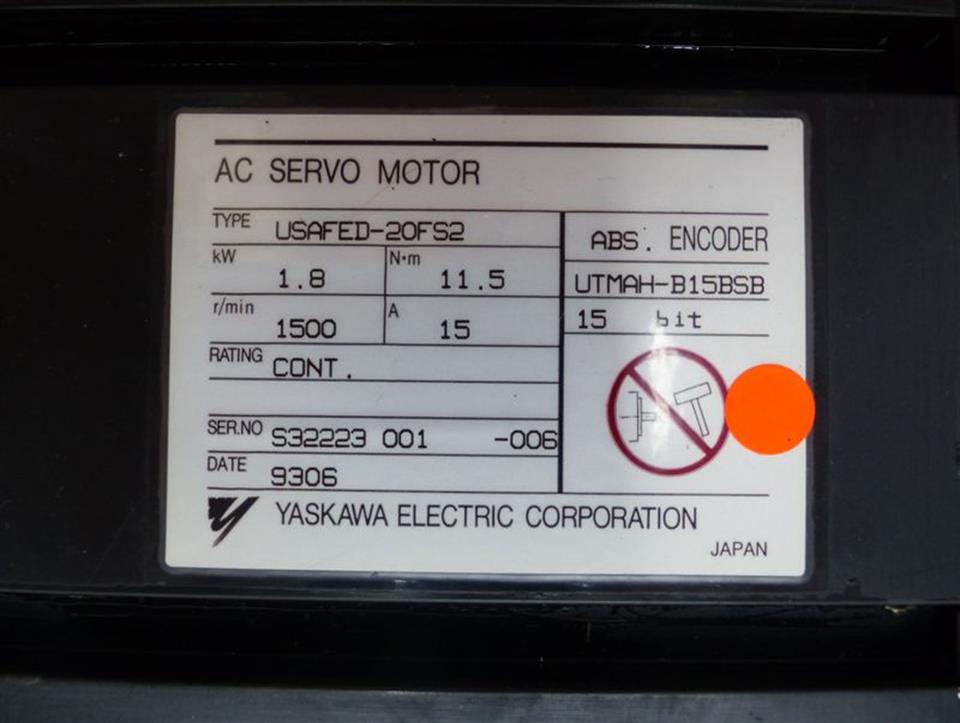 AC SERVO MOTOR
TYPE USAFED-20FS2
kW 1.8 N·m 11.5
r/min 1500 A 15
RATING CONT.
SER.NO S32223 001 -006
DATE 9306
ABS. ENCODER
UTMAH-B15BSB
15 bit
YASKAWA ELECTRIC CORPORATION
JAPAN